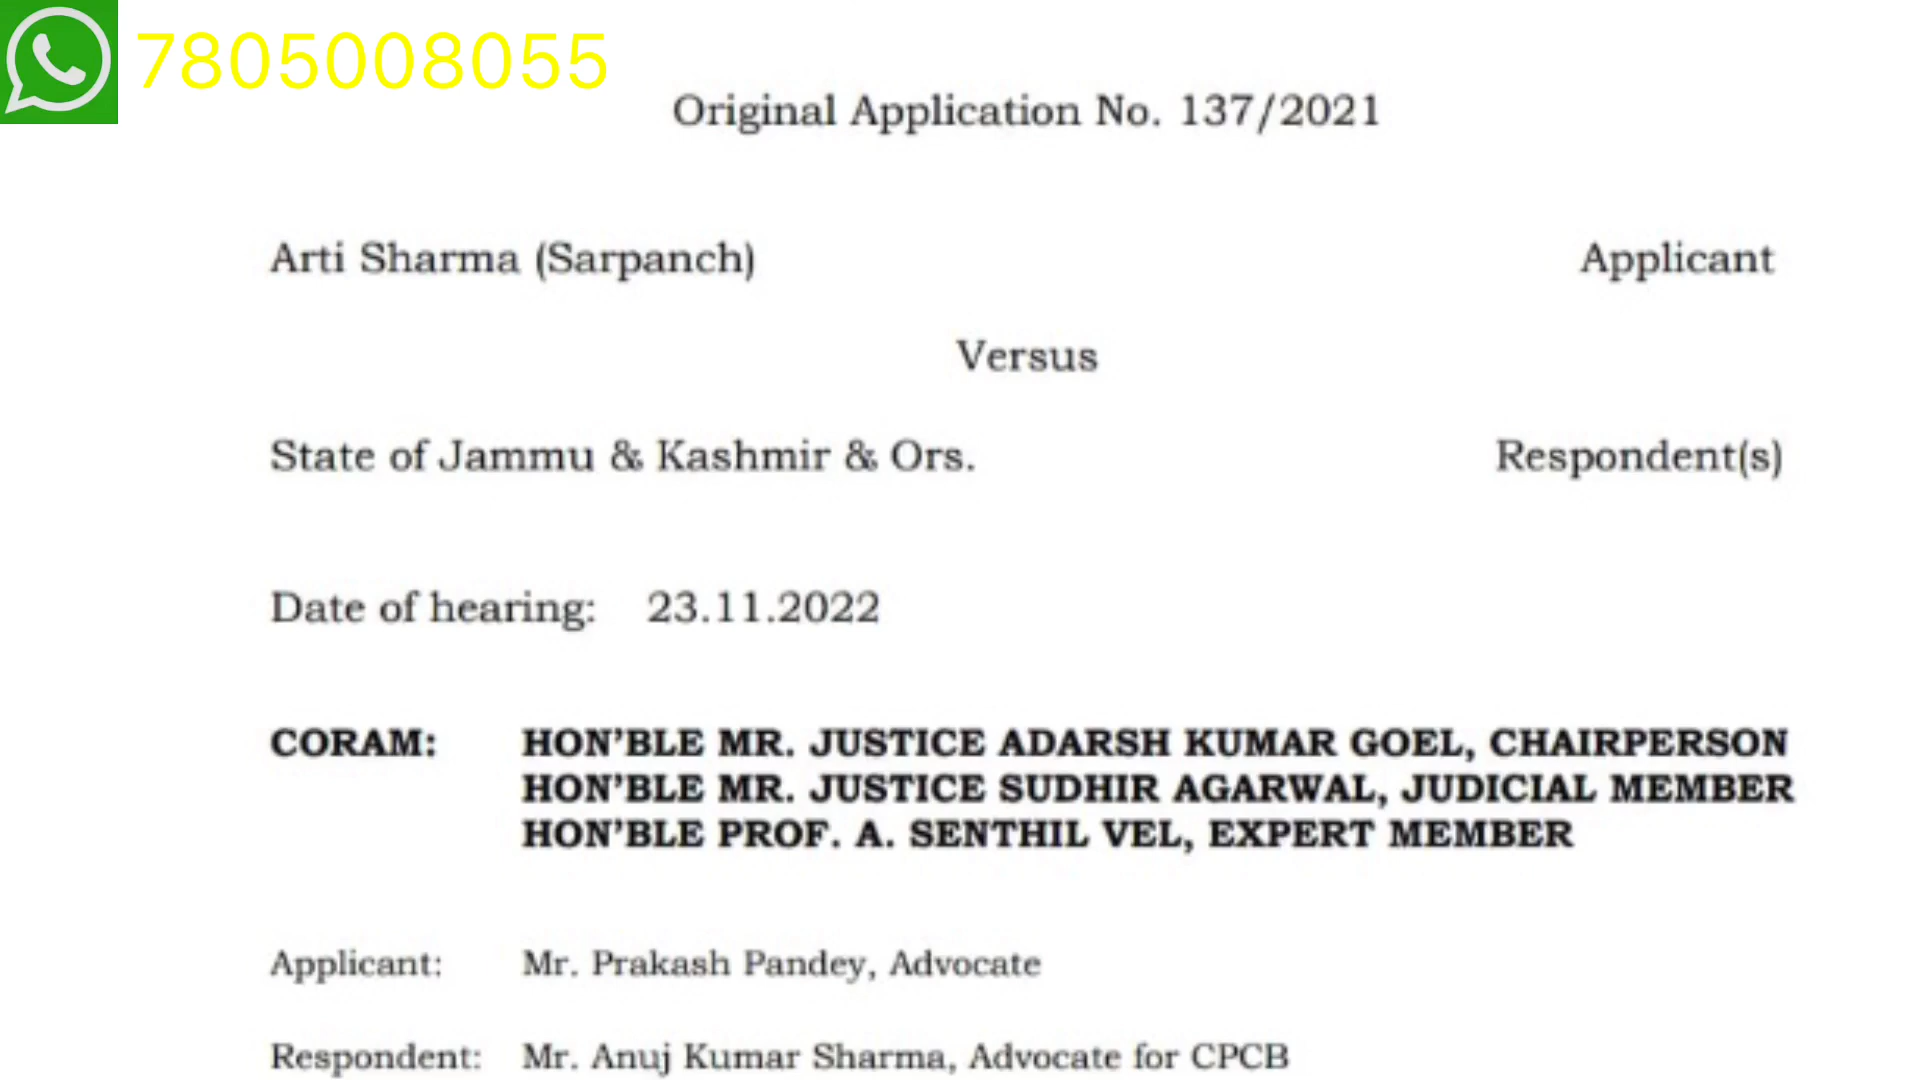 7805008055
Original Application No. 137/2021
Arti Sharma (Sarpanch) Applicant
Versus
State of Jammu & Kashmir & Ors. Respondent(s)
Date of hearing: 23.11.2022
CORAM: HON'BLE MR. JUSTICE ADARSH KUMAR GOEL, CHAIRPERSON
HON'BLE MR. JUSTICE SUDHIR AGARWAL, JUDICIAL MEMBER
HON'BLE PROF. A. SENTHIL VEL, EXPERT MEMBER
Applicant: Mr. Prakash Pandey, Advocate
Respondent: Mr. Anuj Kumar Sharma, Advocate for CPCB